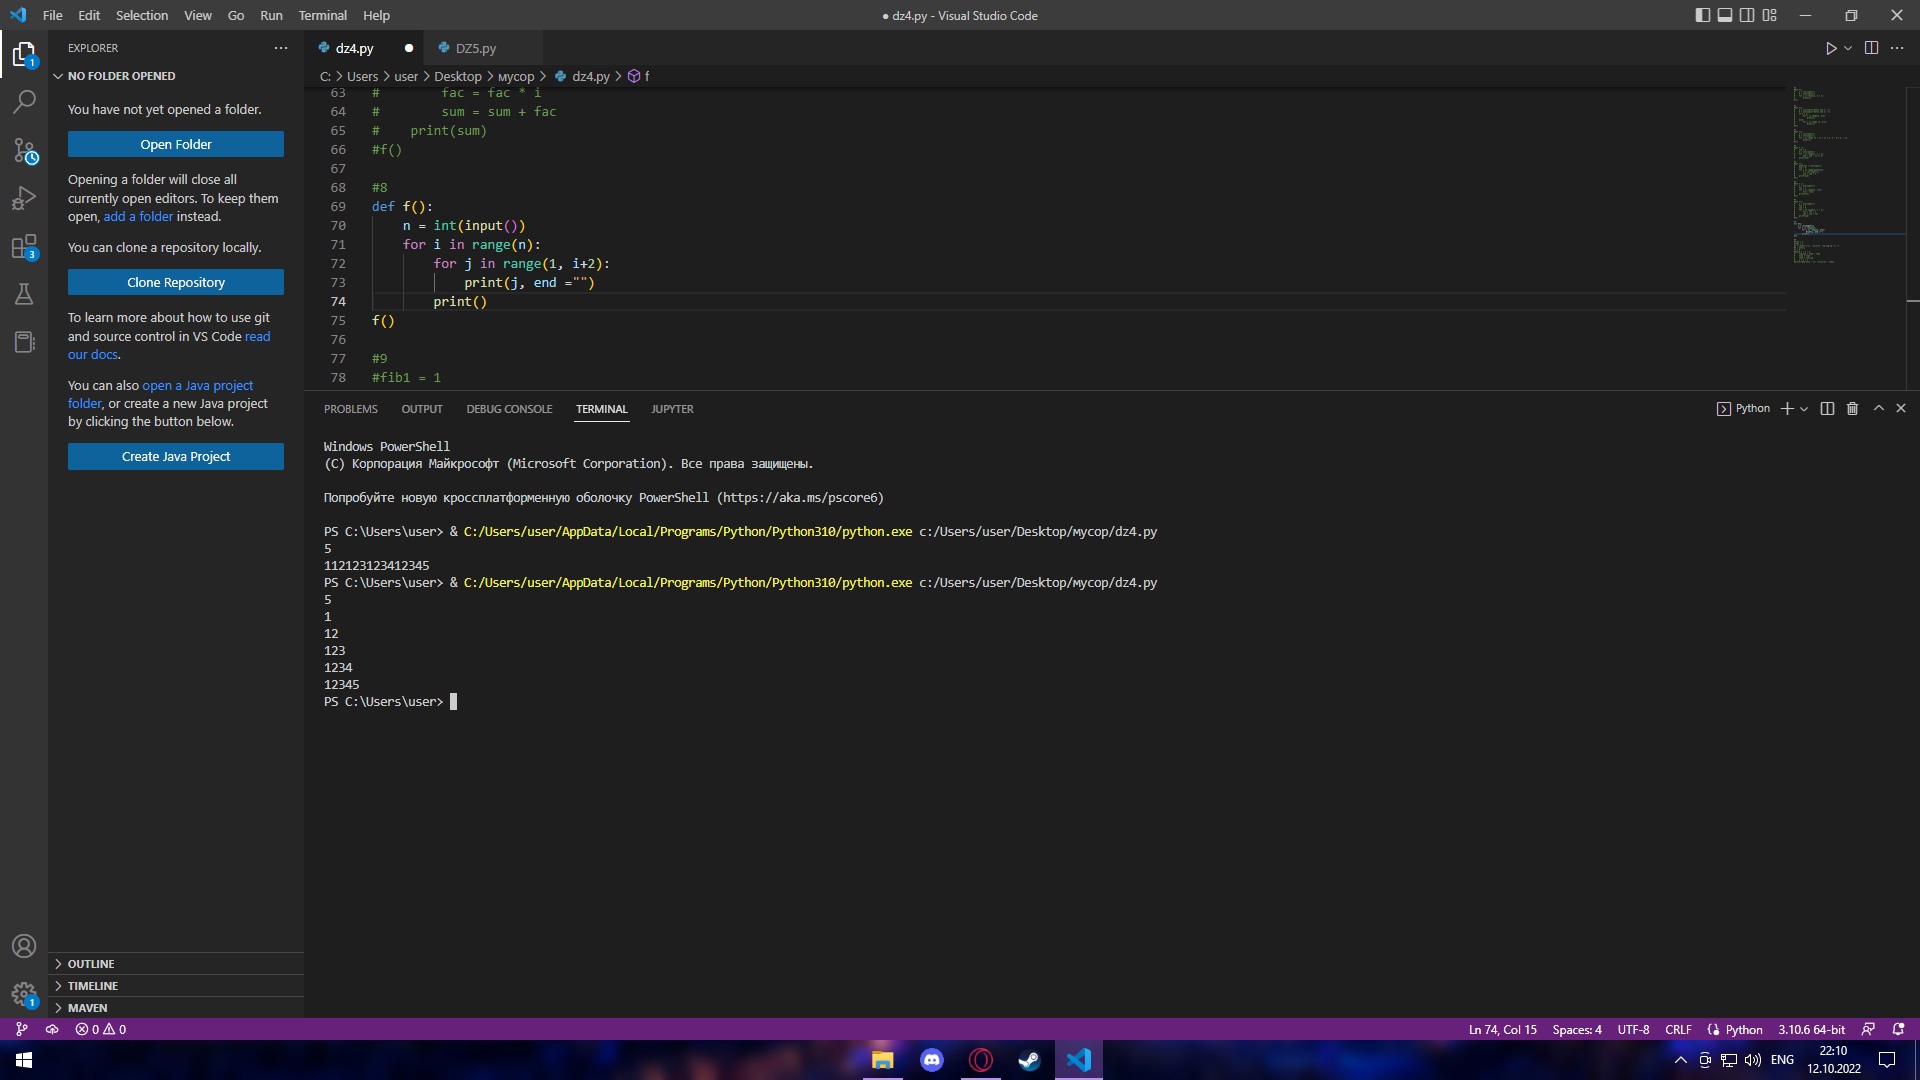 File Edit Selection View Go Run Terminal Help
● dz4.py - Visual Studio Code
EXPLORER
NO FOLDER OPENED
You have not yet opened a folder.
Open Folder
Opening a folder will close all
currently open editors. To keep them
open, add a folder instead.
You can clone a repository locally.
Clone Repository
To learn more about how to use git
and source control in VS Code read
our docs.
You can also open a Java project
folder, or create a new Java project
by clicking the button below.
Create Java Project
OUTLINE
TIMELINE
MAVEN
dz4.py DZ5.py
C: > Users > user > Desktop > мусор > dz4.py > f
63 #        fac = fac * i
64 #        sum = sum + fac
65 #    print(sum)
66 #f()
67
68 #8
69 def f():
70     n = int(input())
71     for i in range(n):
72         for j in range(1, i+2):
73             print(j, end ="")
74         print()
75 f()
76
77 #9
78 #fib1 = 1
PROBLEMS OUTPUT DEBUG CONSOLE TERMINAL JUPYTER
Python
Windows PowerShell
(C) Корпорация Майкрософт (Microsoft Corporation). Все права защищены.
Попробуйте новую кроссплатформенную оболочку PowerShell (https://aka.ms/pscore6)
PS C:\Users\user> & C:/Users/user/AppData/Local/Programs/Python/Python310/python.exe c:/Users/user/Desktop/мусор/dz4.py
5
112123123412345
PS C:\Users\user> & C:/Users/user/AppData/Local/Programs/Python/Python310/python.exe c:/Users/user/Desktop/мусор/dz4.py
5
1
12
123
1234
12345
PS C:\Users\user>
1
3
1
0 0
Ln 74, Col 15 Spaces: 4 UTF-8 CRLF Python 3.10.6 64-bit
ENG
22:10
12.10.2022